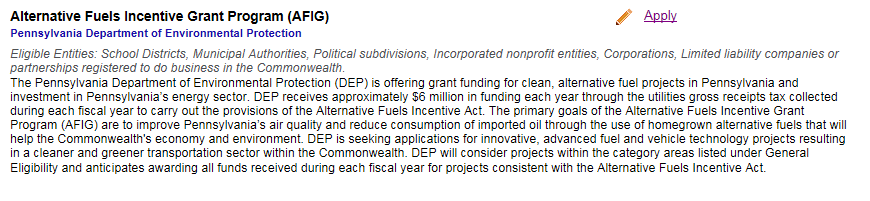 Alternative Fuels Incentive Grant Program (AFIG)
Apply
Pennsylvania Department of Environmental Protection
Eligible Entities: School Districts, Municipal Authorities, Political subdivisions, Incorporated nonprofit entities, Corporations, Limited liability companies or
partnerships registered to do business in the Commonwealth.
The Pennsylvania Department of Environmental Protection (DEP) is offering grant funding for clean, alternative fuel projects in Pennsylvania and
investment in Pennsylvania's energy sector. DEP receives approximately $6 million in funding each year through the utilities gross receipts tax collected
during each fiscal year to carry out the provisions of the Alternative Fuels Incentive Act. The primary goals of the Alternative Fuels Incentive Grant
Program (AFIG) are to improve Pennsylvania's air quality and reduce consumption of imported oil through the use of homegrown alternative fuels that will
help the Commonwealth's economy and environment. DEP is seeking applications for innovative, advanced fuel and vehicle technology projects resulting
in a cleaner and greener transportation sector within the Commonwealth. DEP will consider projects within the category areas listed under General
Eligibility and anticipates awarding all funds received during each fiscal year for projects consistent with the Alternative Fuels Incentive Act.